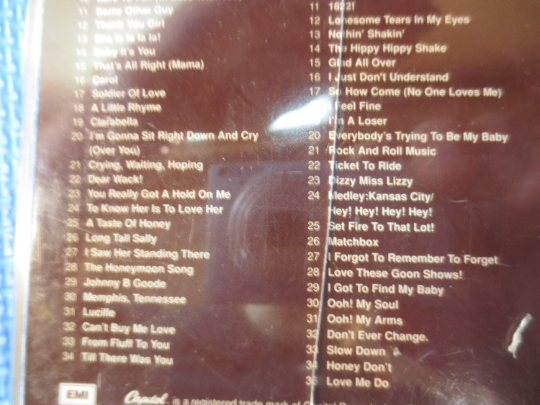 11 Some Other Guy
12 Thank You Girl
13 Sha la la la la!
14 Baby It's You
15 That's All Right (Mama)
16 Carol
17 Soldier Of Love
18 A Little Rhyme
19 Clarabella
20 I'm Gonna Sit Right Down And Cry
(Over You)
21 Crying, Waiting, Hoping
22 Dear Wack!
23 You Really Got A Hold On Me
24 To Know Her Is To Love Her
25 A Taste Of Honey
26 Long Tall Sally
27 I Saw Her Standing There
28 The Honeymoon Song
29 Johnny B Goode
30 Memphis, Tennessee
31 Lucille
32 Can't Buy Me Love
33 From Fluff To You
34 Till There Was You
11 1822!
12 Lonesome Tears In My Eyes
13 Nothin' Shakin'
14 The Hippy Hippy Shake
15 Glad All Over
16 I Just Don't Understand
17 So How Come (No One Loves Me)
I Feel Fine
I'm A Loser
20 Everybody's Trying To Be My Baby
21 Rock And Roll Music
22 Ticket To Ride
23 Dizzy Miss Lizzy
24 Medley:Kansas City/
Hey! Hey! Hey! Hey!
25 Set Fire To That Lot!
26 Matchbox
27 I Forgot To Remember To Forget
28 Love These Goon Shows!
29 I Got To Find My Baby
30 Ooh! My Soul
31 Ooh! My Arms
32 Don't Ever Change.
33 Slow Down
34 Honey Don't
35 Love Me Do
EMI
Capitol is a registered trade mark of